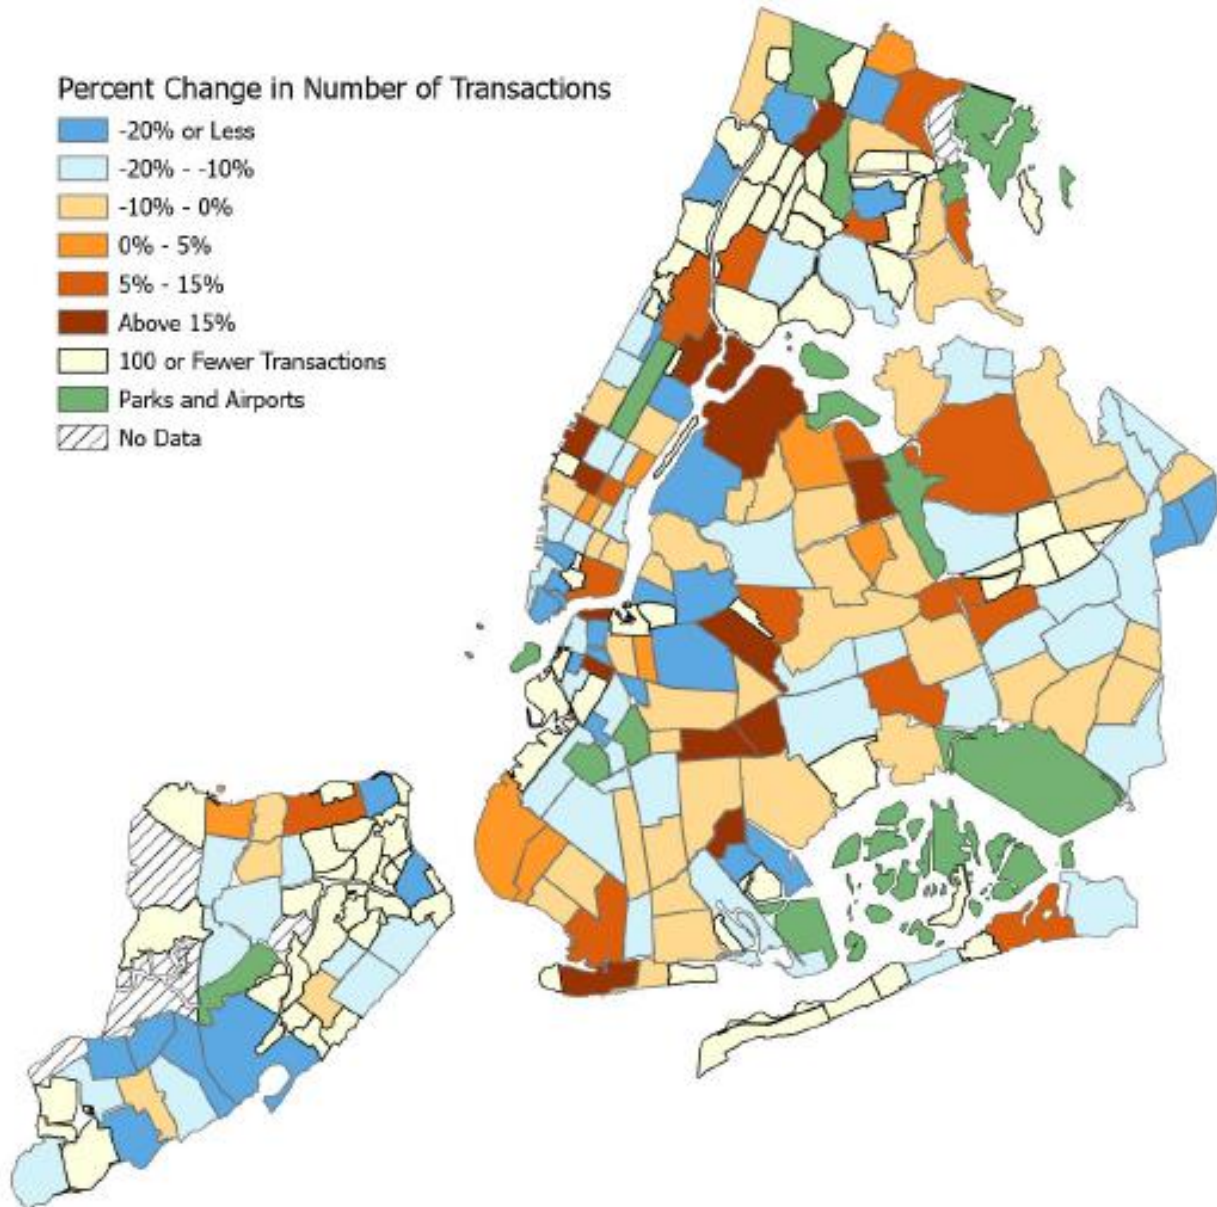 Percent Change in Number of Transactions
-20% or Less
-20% - -10%
-10% - 0%
0% - 5%
5% - 15%
Above 15%
100 or Fewer Transactions
Parks and Airports
No Data